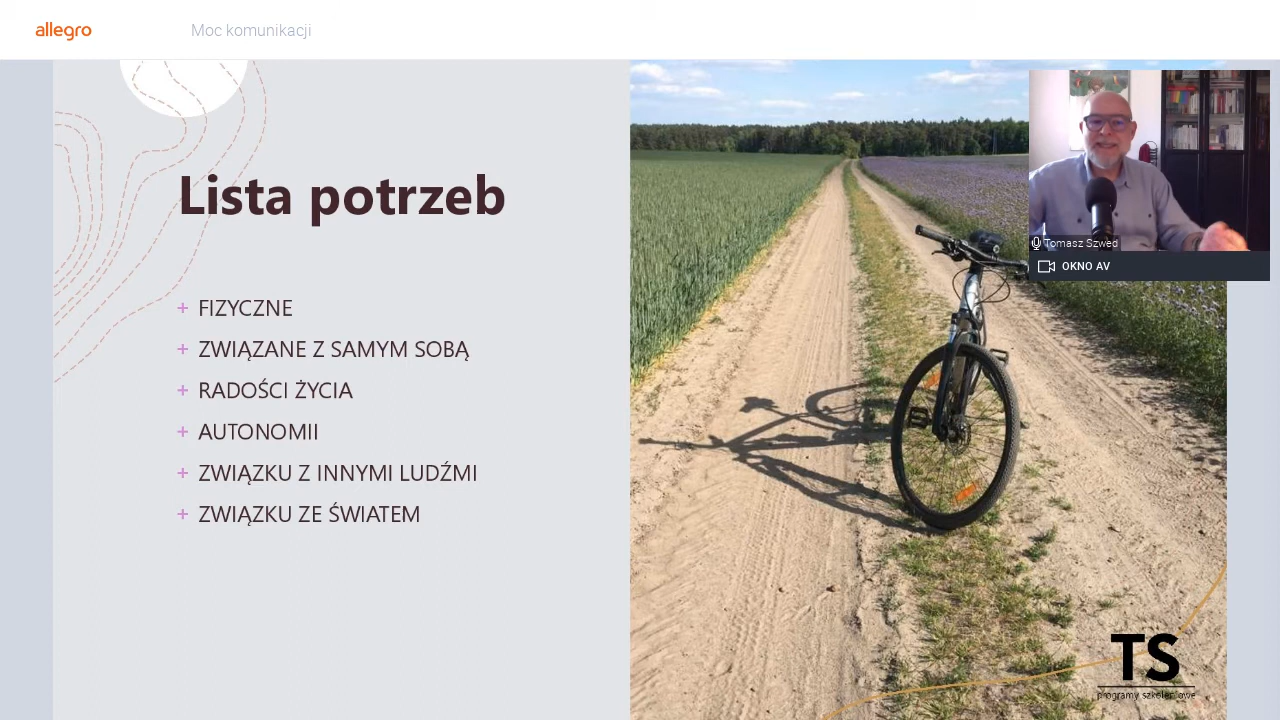 allegro
Moc komunikacji
Lista potrzeb
+ FIZYCZNE
+ ZWIĄZANE Z SAMYM SOBĄ
+ RADOŚCI ŻYCIA
+ AUTONOMII
+ ZWIĄZKU Z INNYMI LUDŹMI
+ ZWIĄZKU ZE ŚWIATEM
Tomasz Szwed
OKNO AV
TS
programy szkoleniowe